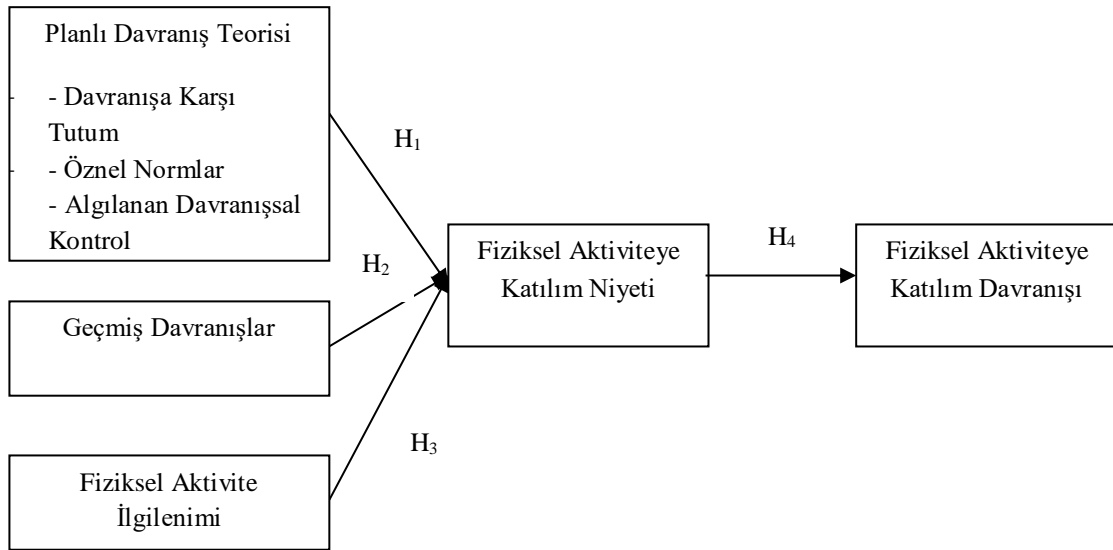 Planlı Davranış Teorisi
- Davranışa Karşı
Tutum
- Öznel Normlar
- Algılanan Davranışsal
Kontrol
H₁
H₂
Geçmiş Davranışlar
H₃
Fiziksel Aktivite
İlgilenimi
Fiziksel Aktiviteye
Katılım Niyeti
H₄
Fiziksel Aktiviteye
Katılım Davranışı